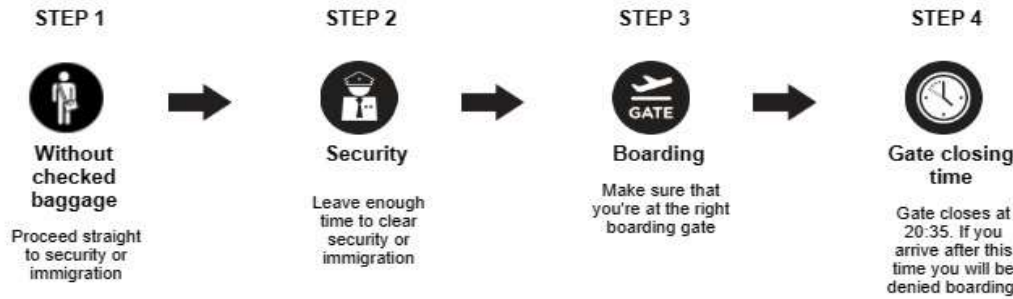 STEP 1
STEP 2
STEP 3
STEP 4
GATE
Without
checked
baggage
Proceed straight
to security or
immigration
Security
Leave enough
time to clear
security or
immigration
Boarding
Make sure that
you're at the right
boarding gate
Gate closing
time
Gate closes at
20:35. If you
arrive after this
time you will be
denied boarding